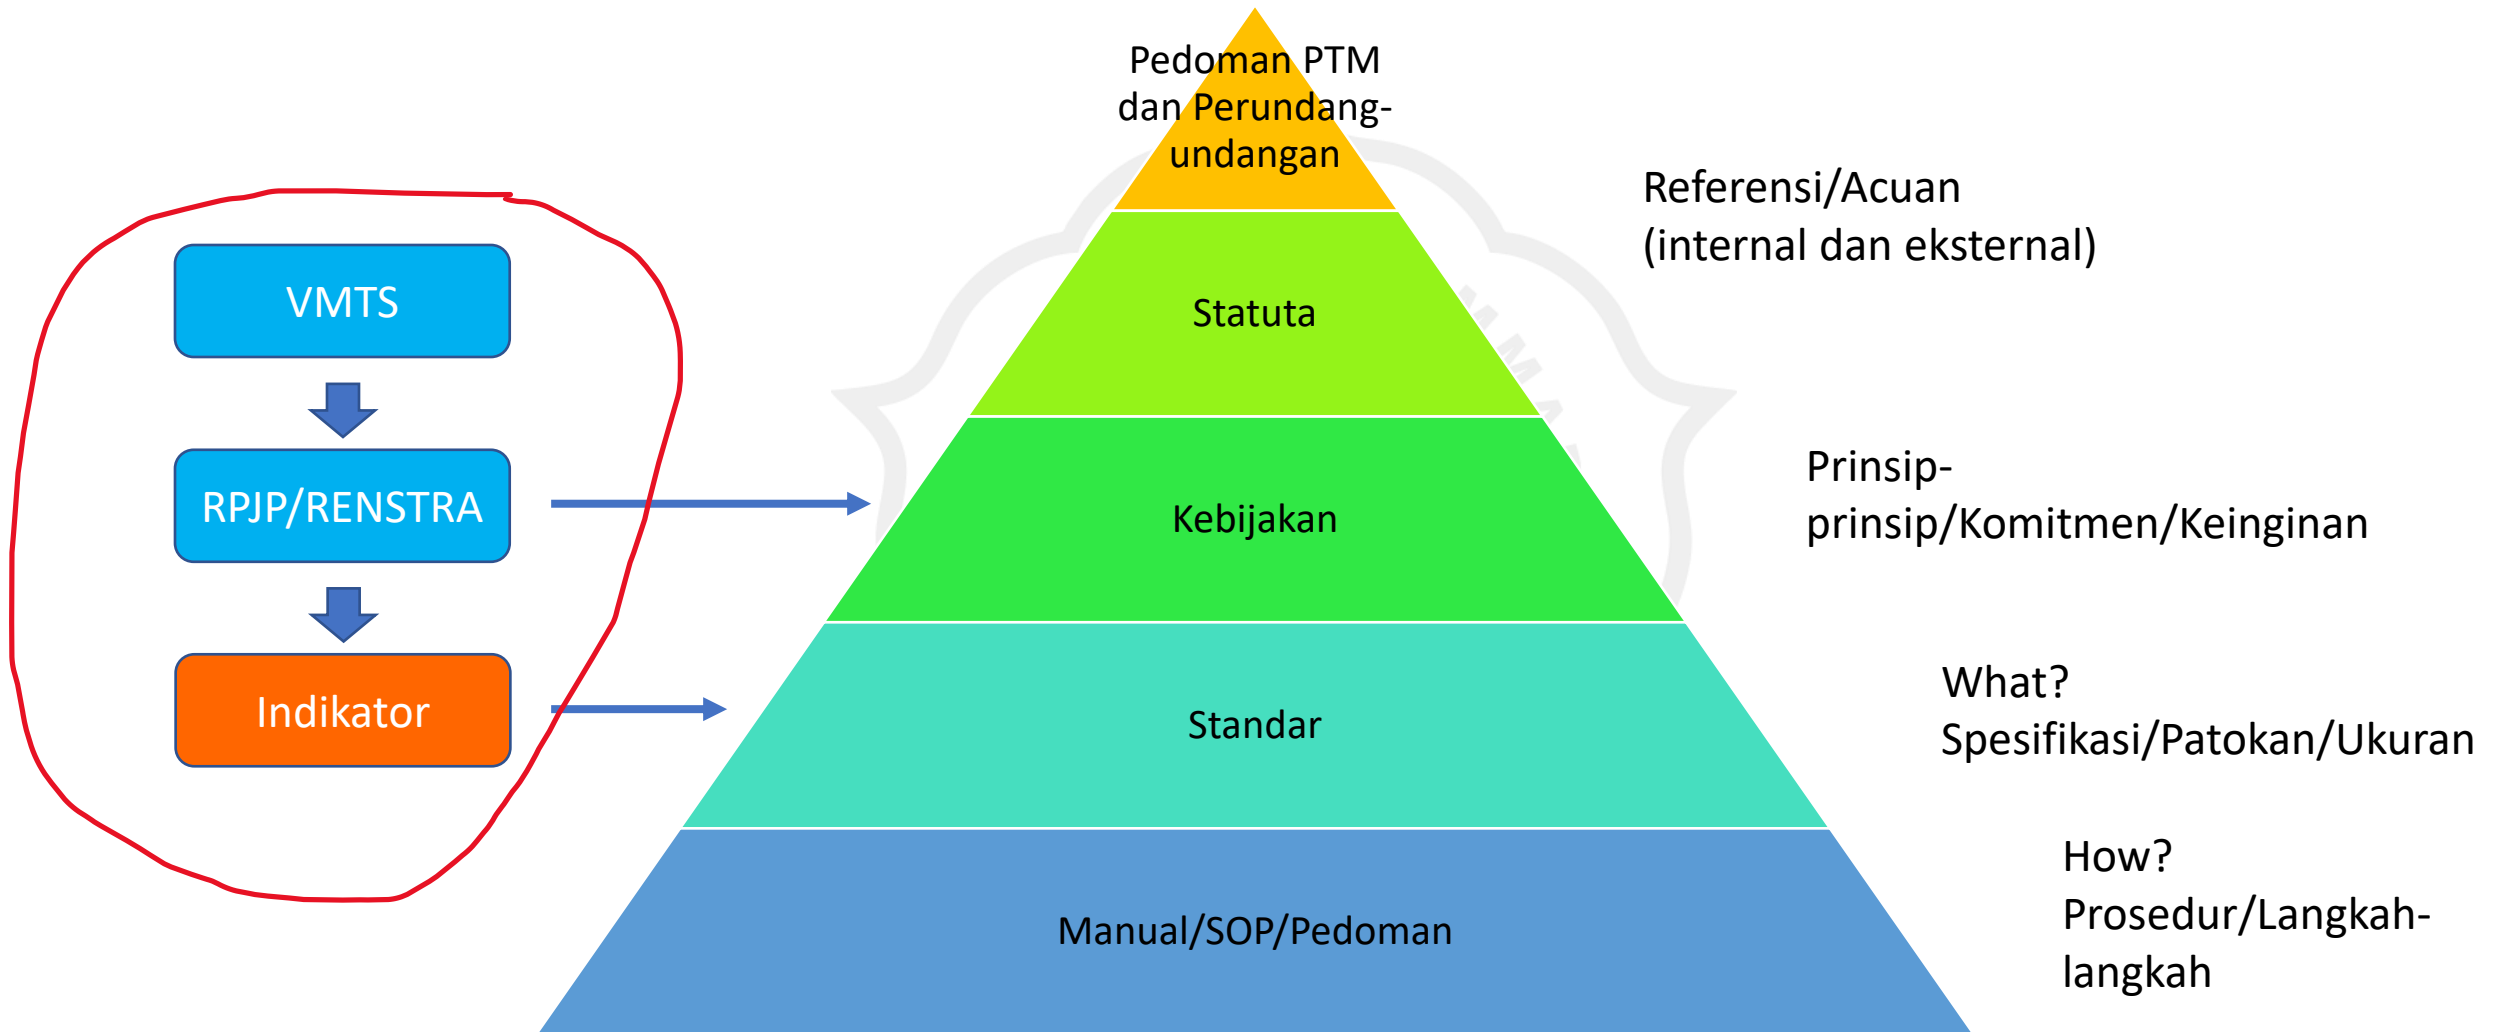 Pedoman PTM
dan Perundang-
undangan
Statuta
Kebijakan
Standar
Manual/SOP/Pedoman
VMTS
RPJP/RENSTRA
Indikator
Referensi/Acuan
(internal dan eksternal)
Prinsip-
prinsip/Komitmen/Keinginan
What?
Spesifikasi/Patokan/Ukuran
How?
Prosedur/Langkah-
langkah